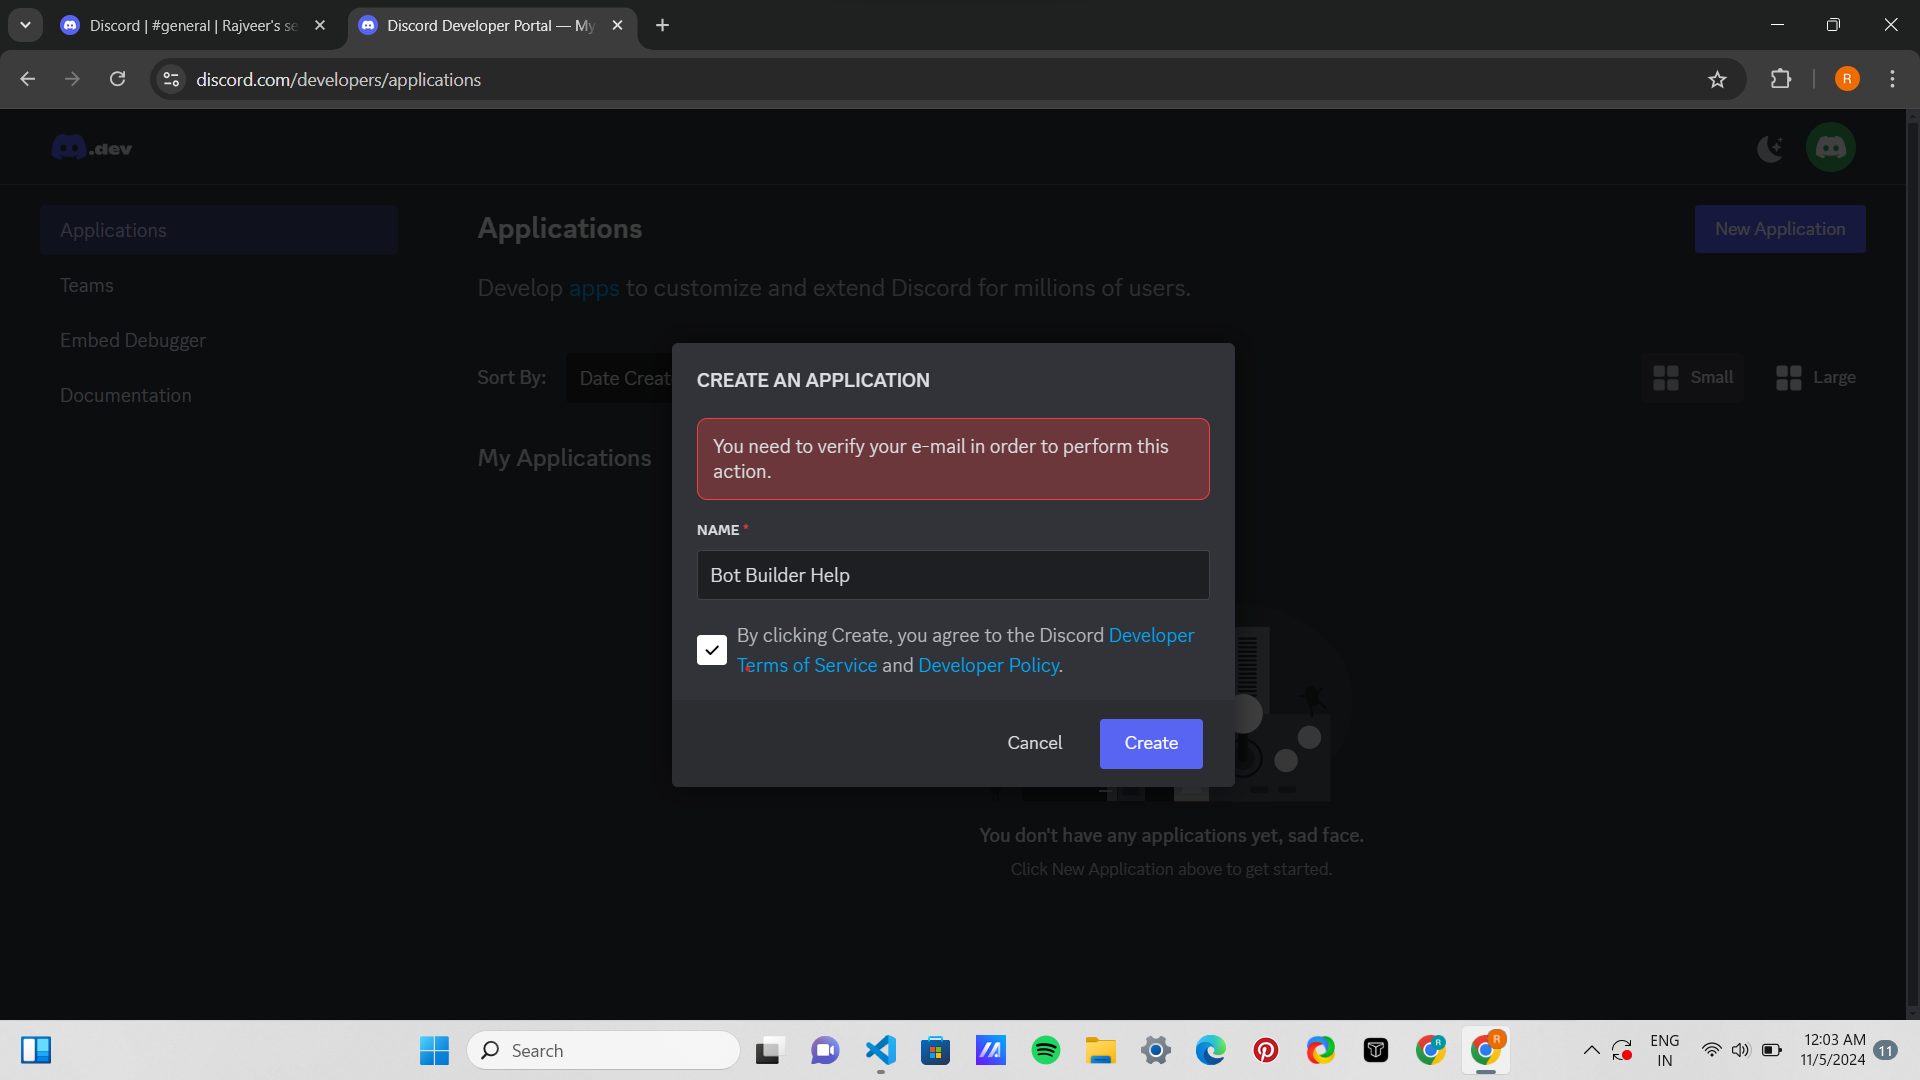 Discord | #general | Rajveer's se
Discord Developer Portal — My
discord.com/developers/applications
R
.dev
Applications
Teams
Embed Debugger
Documentation
Applications
New Application
Develop apps to customize and extend Discord for millions of users.
Sort By:
Date Creat
Small
Large
My Applications
CREATE AN APPLICATION
You need to verify your e-mail in order to perform this
action.
NAME *
Bot Builder Help
By clicking Create, you agree to the Discord Developer
Terms of Service and Developer Policy.
Cancel
Create
You don't have any applications yet, sad face.
Click New Application above to get started.
Search
R
R
ENG
IN
12:03 AM
11/5/2024
11